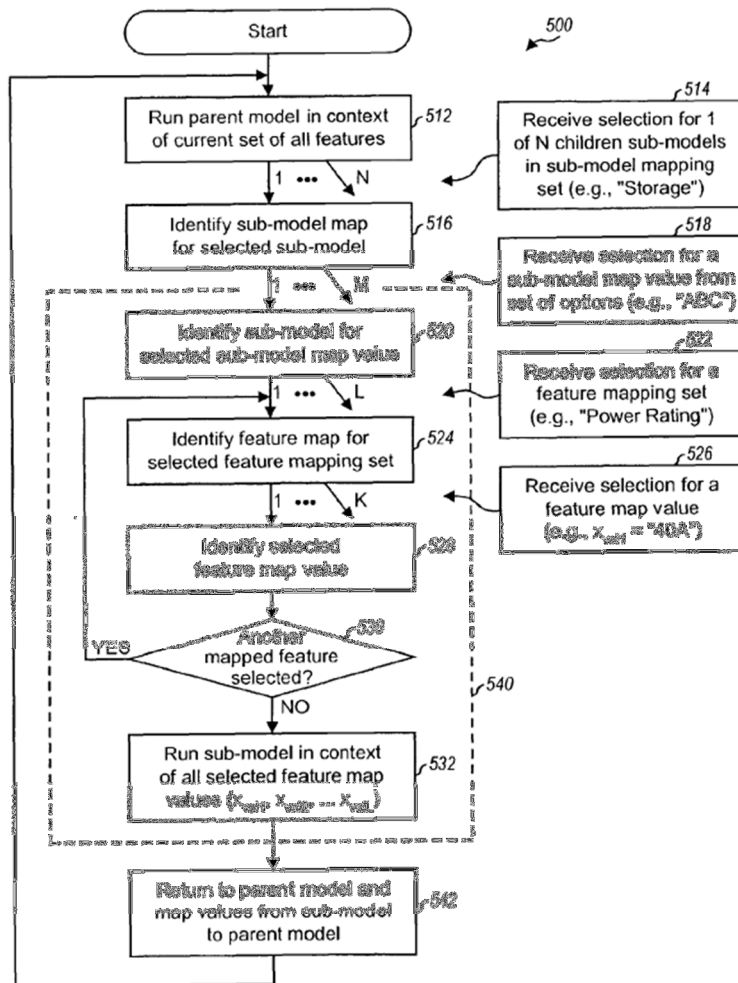 Start
500
Run parent model in context
of current set of all features
512
514
Receive selection for 1
of N children sub-models
in sub-model mapping
set (e.g., "Storage")
1 ••• N
Identify sub-model map
for selected sub-model
516
518
Receive selection for a
sub-model map value from
set of options (e.g., "ABC")
1 ••• M
Identify sub-model for
selected sub-model map value
520
522
Receive selection for a
feature mapping set
(e.g., "Power Rating")
1 ••• L
Identify feature map for
selected feature mapping set
524
526
Receive selection for a
feature map value
(e.g., = "40A")
1 ••• K
Identify selected
feature map value
528
530
Another
mapped feature
selected?
YES
540
NO
Run sub-model in context
of all selected feature map
values
532
Return to parent model and
map values from sub-model
to parent model
542